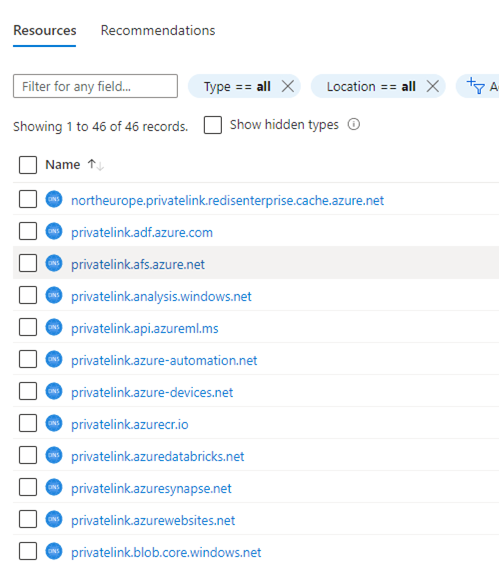 Resources Recommendations
Filter for any field...
Type == all
Location == all
Showing 1 to 46 of 46 records.
Show hidden types
Name
northeurope.privatelink.redisenterprise.cache.azure.net
privatelink.adf.azure.com
privatelink.afs.azure.net
privatelink.analysis.windows.net
privatelink.api.azureml.ms
privatelink.azure-automation.net
privatelink.azure-devices.net
privatelink.azurecr.io
privatelink.azuredatabricks.net
privatelink.azuresynapse.net
privatelink.azurewebsites.net
privatelink.blob.core.windows.net